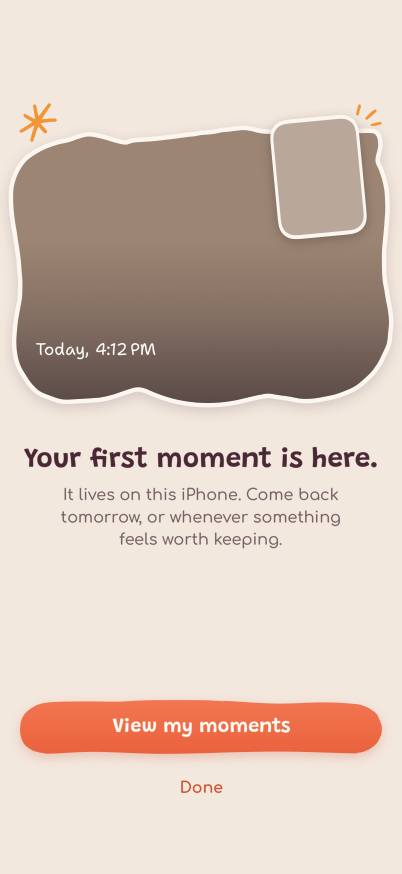 Today, 4:12 PM
Your first moment is here.
It lives on this iPhone. Come back
tomorrow, or whenever something
feels worth keeping.
View my moments
Done